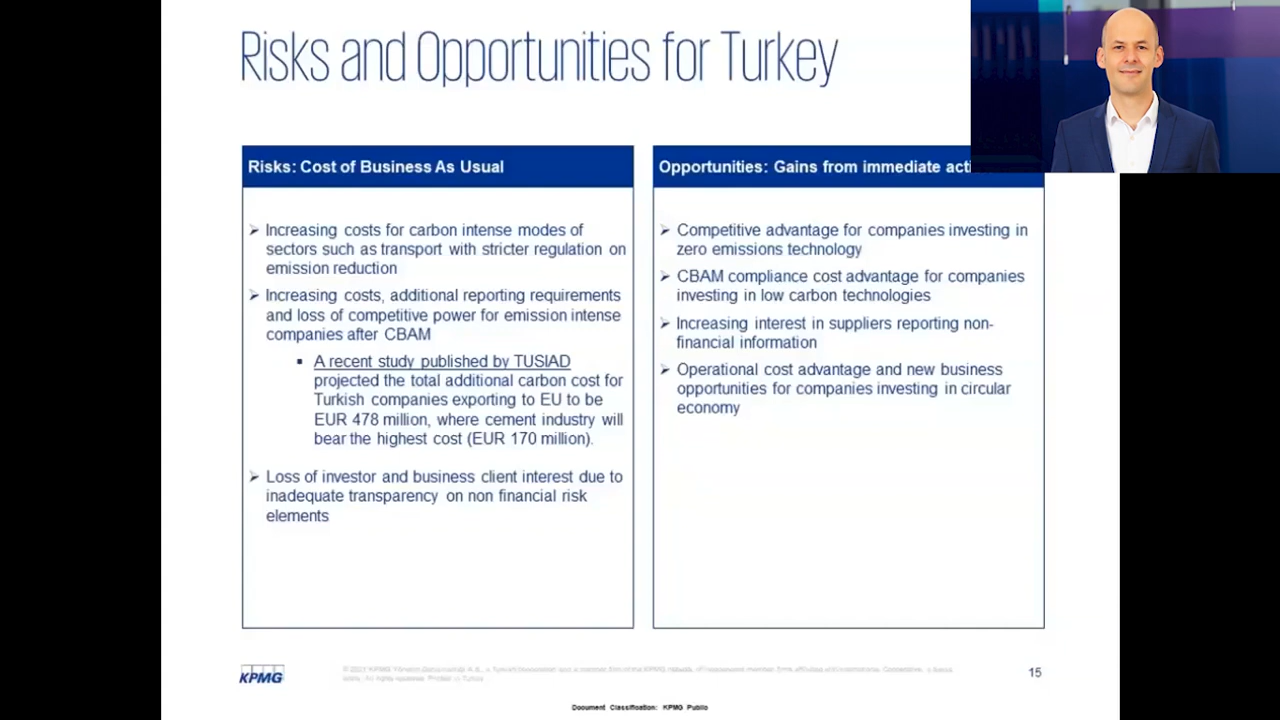 Risks and Opportunities for Turkey
Risks: Cost of Business As Usual
➢ Increasing costs for carbon intense modes of
sectors such as transport with stricter regulation on
emission reduction
➢ Increasing costs, additional reporting requirements
and loss of competitive power for emission intense
companies after CBAM
▪ A recent study published by TUSIAD
projected the total additional carbon cost for
Turkish companies exporting to EU to be
EUR 478 million, where cement industry will
bear the highest cost (EUR 170 million).
➢ Loss of investor and business client interest due to
inadequate transparency on non financial risk
elements
Opportunities: Gains from immediate acti
➢ Competitive advantage for companies investing in
zero emissions technology
➢ CBAM compliance cost advantage for companies
investing in low carbon technologies
➢ Increasing interest in suppliers reporting non-
financial information
➢ Operational cost advantage and new business
opportunities for companies investing in circular
economy
KPMG
15
Document Classification: KPMG Public